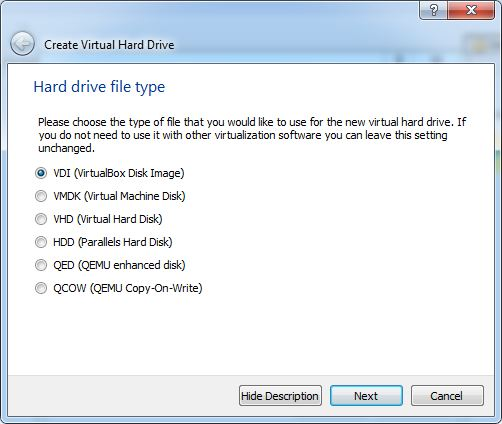 ?
X
Create Virtual Hard Drive
Hard drive file type
Please choose the type of file that you would like to use for the new virtual hard drive. If
you do not need to use it with other virtualization software you can leave this setting
unchanged.
VDI (VirtualBox Disk Image)
VMDK (Virtual Machine Disk)
VHD (Virtual Hard Disk)
HDD (Parallels Hard Disk)
QED (QEMU enhanced disk)
QCOW (QEMU Copy-On-Write)
Hide Description
Next
Cancel